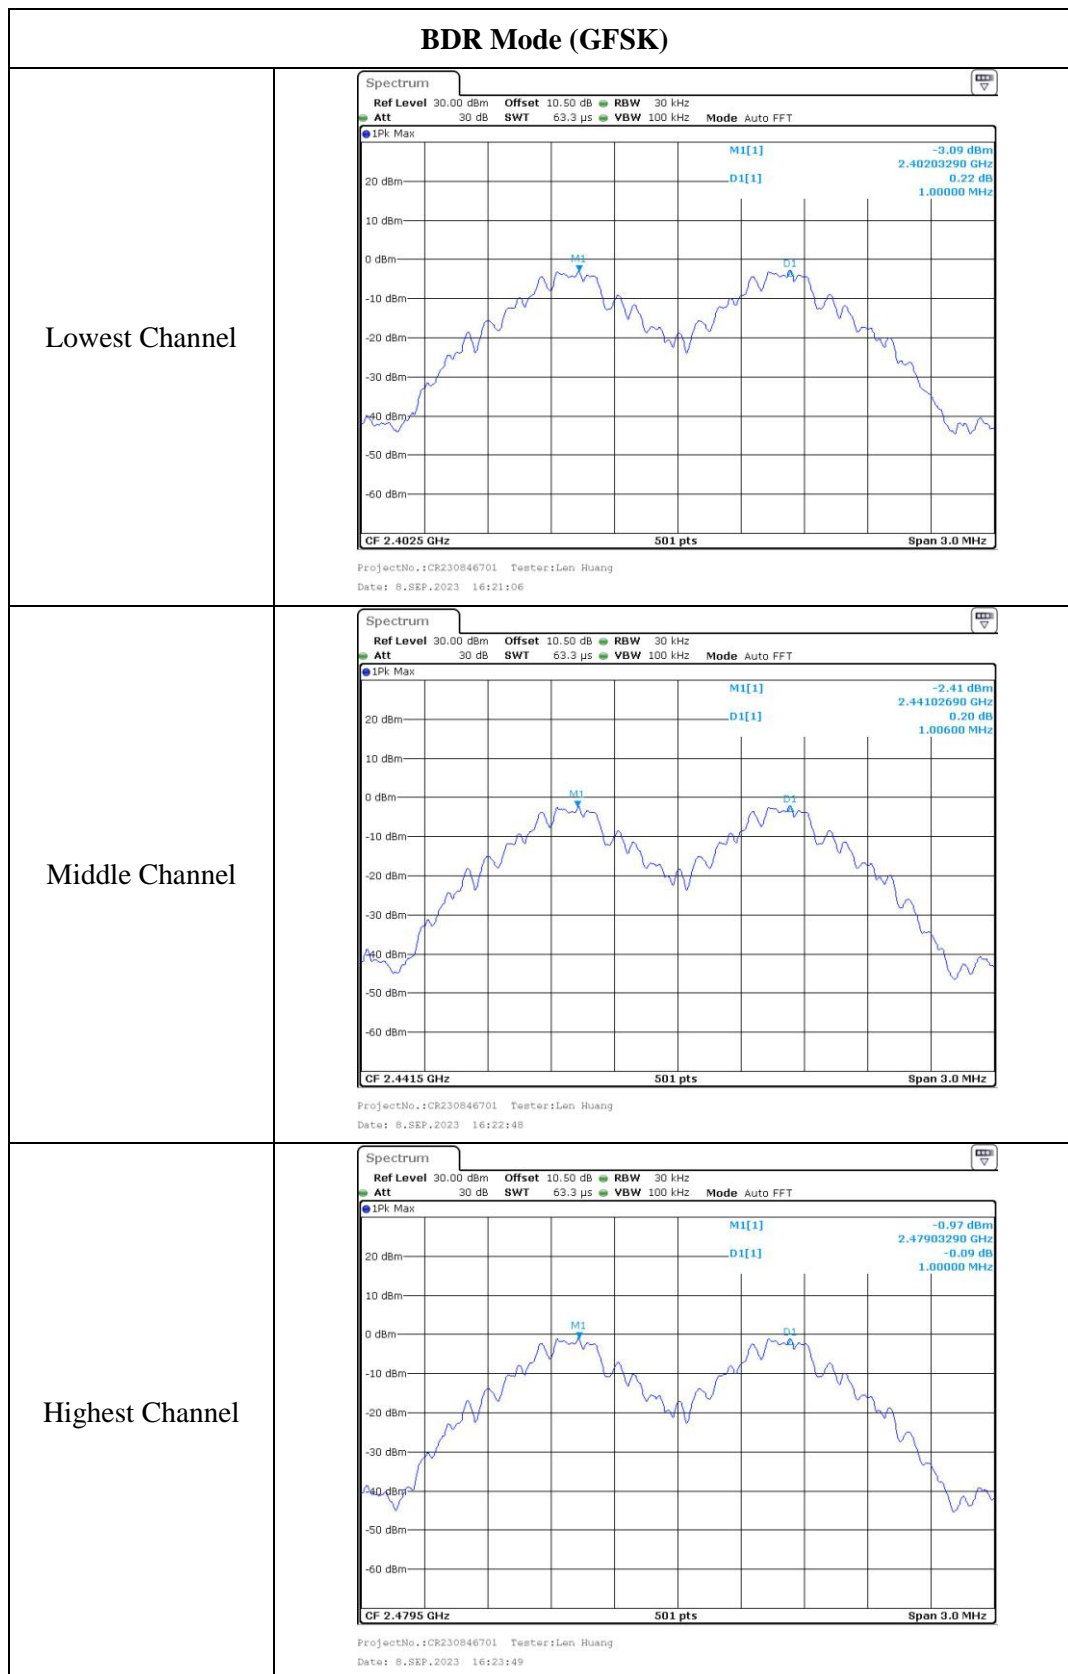 BDR Mode (GFSK)
Lowest Channel
Spectrum
Ref Level 30.00 dBm Offset 10.50 dB RBW 30 kHz
Att 30 dB SWT 63.3 µs VBW 100 kHz Mode Auto FFT
1Pk Max
M1[1] -3.09 dBm
2.40203290 GHz
D1[1] 0.22 dB
1.00000 MHz
20 dBm
10 dBm
0 dBm
M1
D1
-10 dBm
-20 dBm
-30 dBm
-40 dBm
-50 dBm
-60 dBm
CF 2.4025 GHz 501 pts Span 3.0 MHz
ProjectNo.:CR230846701 Tester:Len Huang
Date: 8.SEP.2023 16:21:06
Middle Channel
Spectrum
Ref Level 30.00 dBm Offset 10.50 dB RBW 30 kHz
Att 30 dB SWT 63.3 µs VBW 100 kHz Mode Auto FFT
1Pk Max
M1[1] -2.41 dBm
2.44102690 GHz
D1[1] 0.20 dB
1.00600 MHz
20 dBm
10 dBm
0 dBm
M1
D1
-10 dBm
-20 dBm
-30 dBm
-40 dBm
-50 dBm
-60 dBm
CF 2.4415 GHz 501 pts Span 3.0 MHz
ProjectNo.:CR230846701 Tester:Len Huang
Date: 8.SEP.2023 16:22:48
Highest Channel
Spectrum
Ref Level 30.00 dBm Offset 10.50 dB RBW 30 kHz
Att 30 dB SWT 63.3 µs VBW 100 kHz Mode Auto FFT
1Pk Max
M1[1] -0.97 dBm
2.47903290 GHz
D1[1] -0.09 dB
1.00000 MHz
20 dBm
10 dBm
0 dBm
M1
D1
-10 dBm
-20 dBm
-30 dBm
-40 dBm
-50 dBm
-60 dBm
CF 2.4795 GHz 501 pts Span 3.0 MHz
ProjectNo.:CR230846701 Tester:Len Huang
Date: 8.SEP.2023 16:23:49